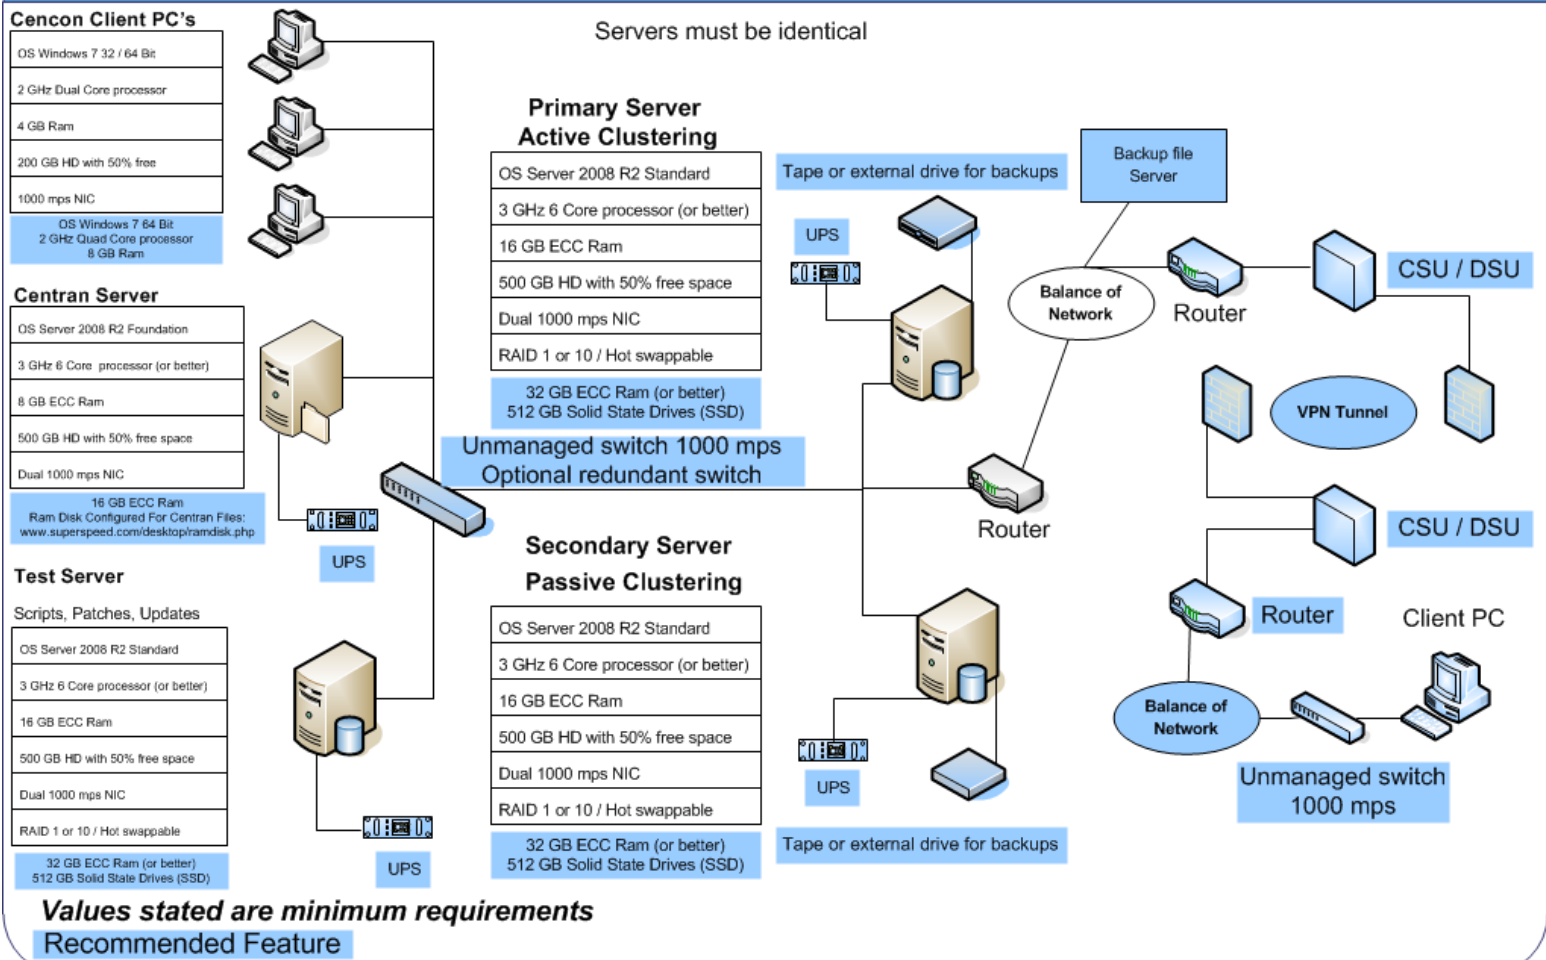 Cencon Client PC's
OS Windows 7 32 / 64 Bit
2 GHz Dual Core processor
4 GB Ram
200 GB HD with 50% free
1000 mps NIC
OS Windows 7 64 Bit
2 GHz Quad Core processor
8 GB Ram
Centran Server
OS Server 2008 R2 Foundation
3 GHz 6 Core processor (or better)
8 GB ECC Ram
500 GB HD with 50% free space
Dual 1000 mps NIC
16 GB ECC Ram
Ram Disk Configured For Centran Files:
www.superspeed.com/desktop/ramdisk.php
UPS
Test Server
Scripts, Patches, Updates
OS Server 2008 R2 Standard
3 GHz 6 Core processor (or better)
16 GB ECC Ram
500 GB HD with 50% free space
Dual 1000 mps NIC
RAID 1 or 10 / Hot swappable
32 GB ECC Ram (or better)
512 GB Solid State Drives (SSD)
UPS
Servers must be identical
Primary Server
Active Clustering
OS Server 2008 R2 Standard
3 GHz 6 Core processor (or better)
16 GB ECC Ram
500 GB HD with 50% free space
Dual 1000 mps NIC
RAID 1 or 10 / Hot swappable
32 GB ECC Ram (or better)
512 GB Solid State Drives (SSD)
Unmanaged switch 1000 mps
Optional redundant switch
Secondary Server
Passive Clustering
OS Server 2008 R2 Standard
3 GHz 6 Core processor (or better)
16 GB ECC Ram
500 GB HD with 50% free space
Dual 1000 mps NIC
RAID 1 or 10 / Hot swappable
32 GB ECC Ram (or better)
512 GB Solid State Drives (SSD)
Tape or external drive for backups
UPS
UPS
Tape or external drive for backups
Backup file
Server
Balance of
Network
Router
CSU / DSU
VPN Tunnel
Router
CSU / DSU
Router
Client PC
Balance of
Network
Unmanaged switch
1000 mps
Values stated are minimum requirements
Recommended Feature